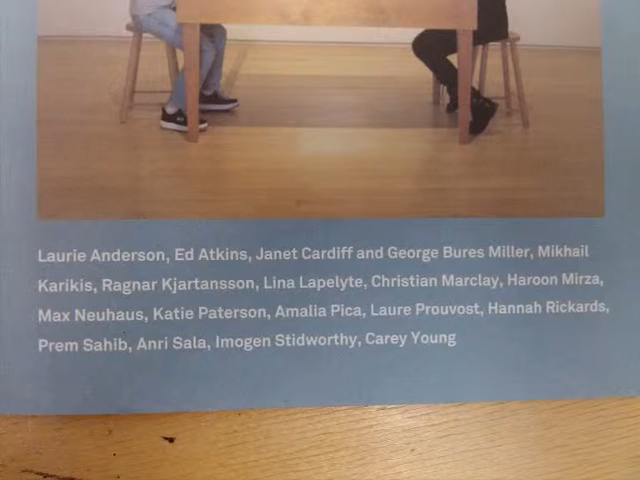 Laurie Anderson, Ed Atkins, Janet Cardiff and George Bures Miller, Mikhail
Karikis, Ragnar Kjartansson, Lina Lapelyte, Christian Marclay, Haroon Mirza,
Max Neuhaus, Katie Paterson, Amalia Pica, Laure Prouvost, Hannah Rickards,
Prem Sahib, Anri Sala, Imogen Stidworthy, Carey Young